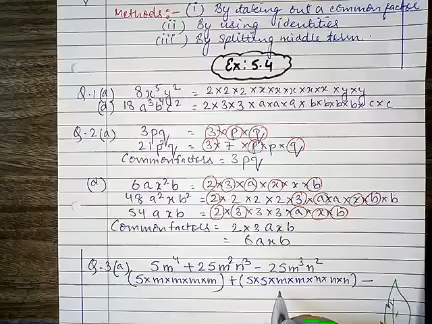 Methods:- (i) By taking out a common factor
(ii) By using identities
(iii) By splitting middle term.
Ex: 5.4
Q.1(a) 8x⁵y² = 2×2×2×x×x×x×x×x×y×y
(d) 18a³b⁴c² = 2×3×3×a×a×a×b×b×b×b×c×c
Q.2(a) 3pq = 3×p×q
21p²q = 3×7×p×p×q
Common factors = 3pq
(d) 6ax²b = 2×3×a×x×x×b
48a²xb² = 2×2×2×2×3×a×a×x×b×b
54axb = 2×3×3×3×a×x×b
Common factors = 2×3axb
= 6axb
Q.3(a) 5m⁴ + 25m²n³ - 25m³n²
(5×m×m×m×m) + (5×5×m×m×n×n×n) -